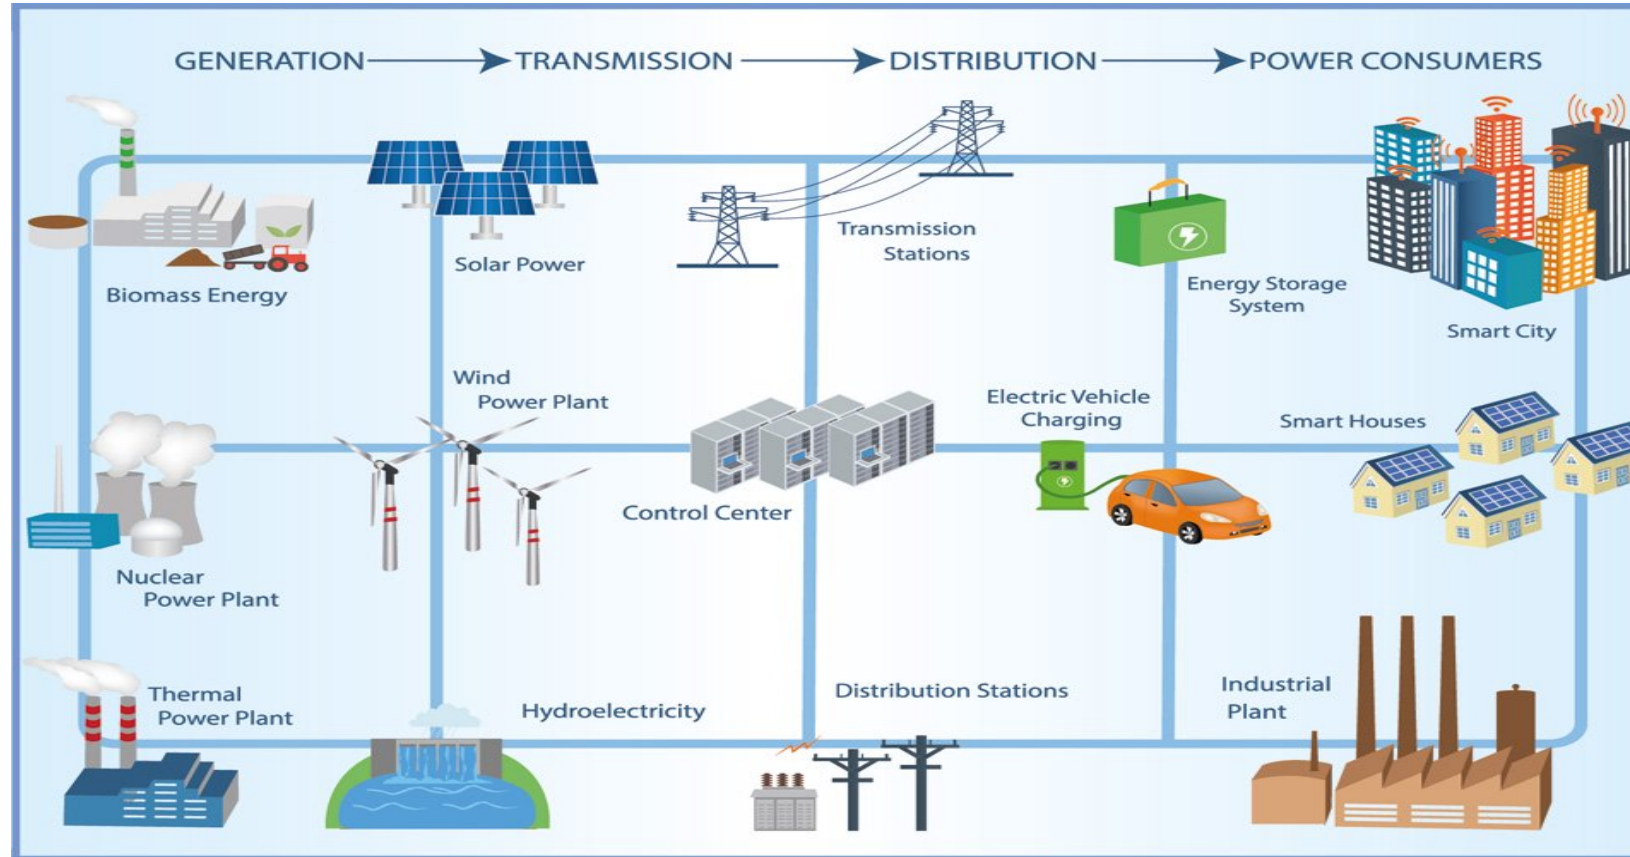 GENERATION TRANSMISSION DISTRIBUTION POWER CONSUMERS
Biomass Energy
Solar Power
Transmission
Stations
Energy Storage
System
Smart City
Nuclear
Power Plant
Wind
Power Plant
Control Center
Electric Vehicle
Charging
Smart Houses
Thermal
Power Plant
Hydroelectricity
Distribution Stations
Industrial
Plant